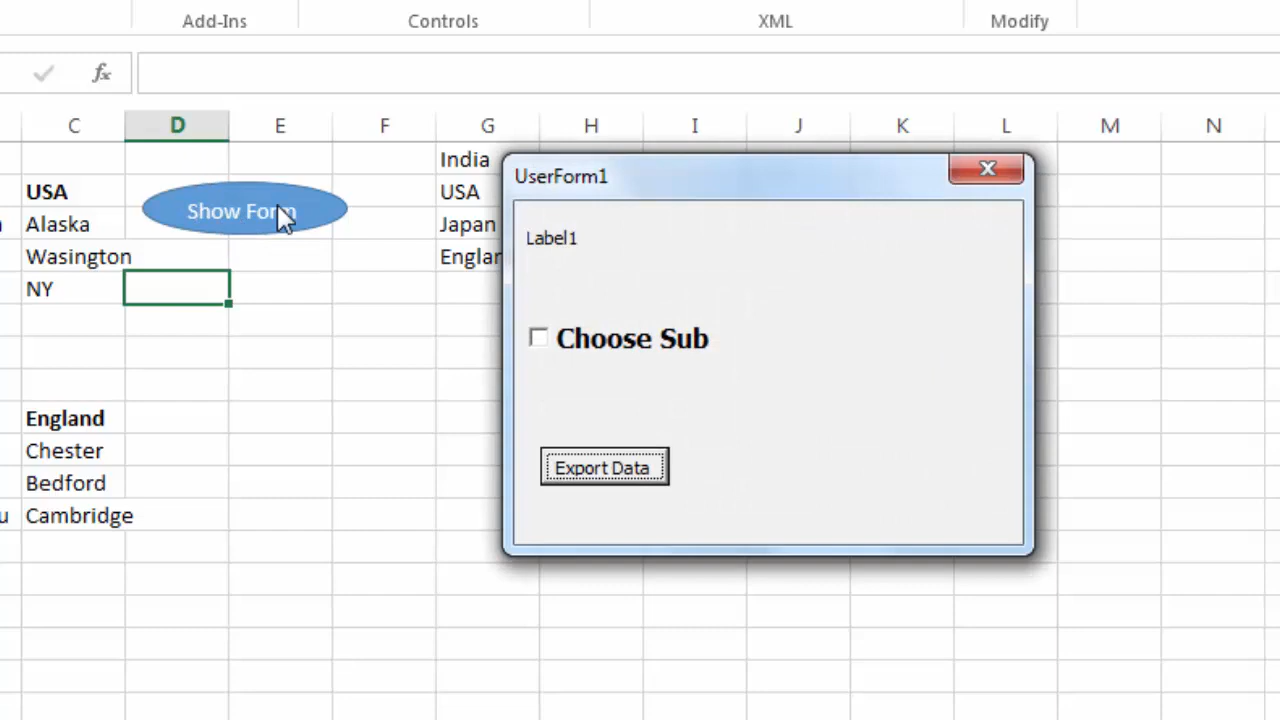 Add-Ins Controls XML Modify
fx
C D E F G H I J K L M N
India
USA Show Form USA
Alaska Japan
Wasington
NY
England
Chester
Bedford
u Cambridge
UserForm1 X
Label1
Choose Sub
Export Data